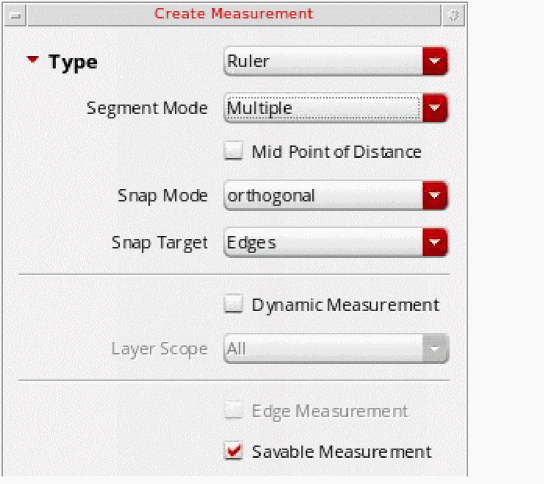 Create Measurement
Type Ruler
Segment Mode Multiple
Mid Point of Distance
Snap Mode orthogonal
Snap Target Edges
Dynamic Measurement
Layer Scope All
Edge Measurement
Savable Measurement